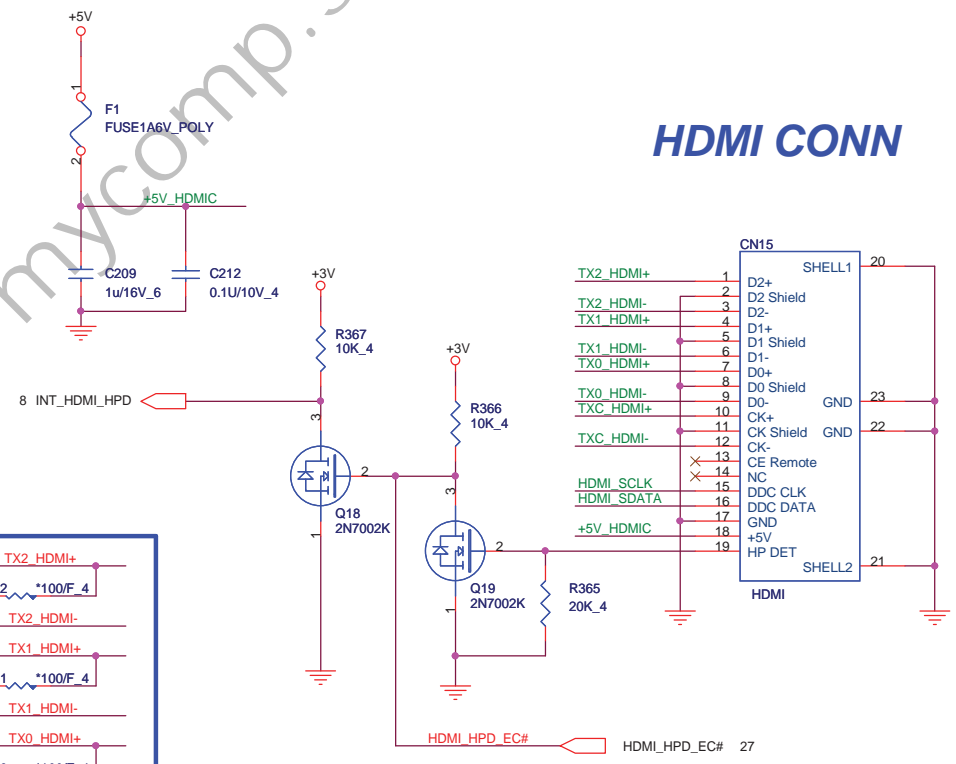 mycomp.s
HDMI CONN
+5V
1
F1
FUSE1A6V_POLY
2
+5V_HDMIC
C209
1u/16V_6
C212
0.1U/10V_4
+3V
R367
10K_4
8 INT_HDMI_HPD
3
2
Q18
2N7002K
1
+3V
R366
10K_4
3
2
Q19
2N7002K
1
R365
20K_4
HDMI_HPD_EC#
HDMI_HPD_EC# 27
CN15
SHELL1 20
TX2_HDMI+ 1 D2+
2 D2 Shield
TX2_HDMI- 3 D2-
TX1_HDMI+ 4 D1+
5 D1 Shield
TX1_HDMI- 6 D1-
TX0_HDMI+ 7 D0+
8 D0 Shield
TX0_HDMI- 9 D0- GND 23
TXC_HDMI+ 10 CK+
11 CK Shield GND 22
TXC_HDMI- 12 CK-
13 CE Remote
14 NC
HDMI_SCLK 15 DDC CLK
HDMI_SDATA 16 DDC DATA
17 GND
+5V_HDMIC 18 +5V
19 HP DET
SHELL2 21
HDMI
TX2_HDMI+
2 *100/F_4
TX2_HDMI-
TX1_HDMI+
1 *100/F_4
TX1_HDMI-
TX0_HDMI+